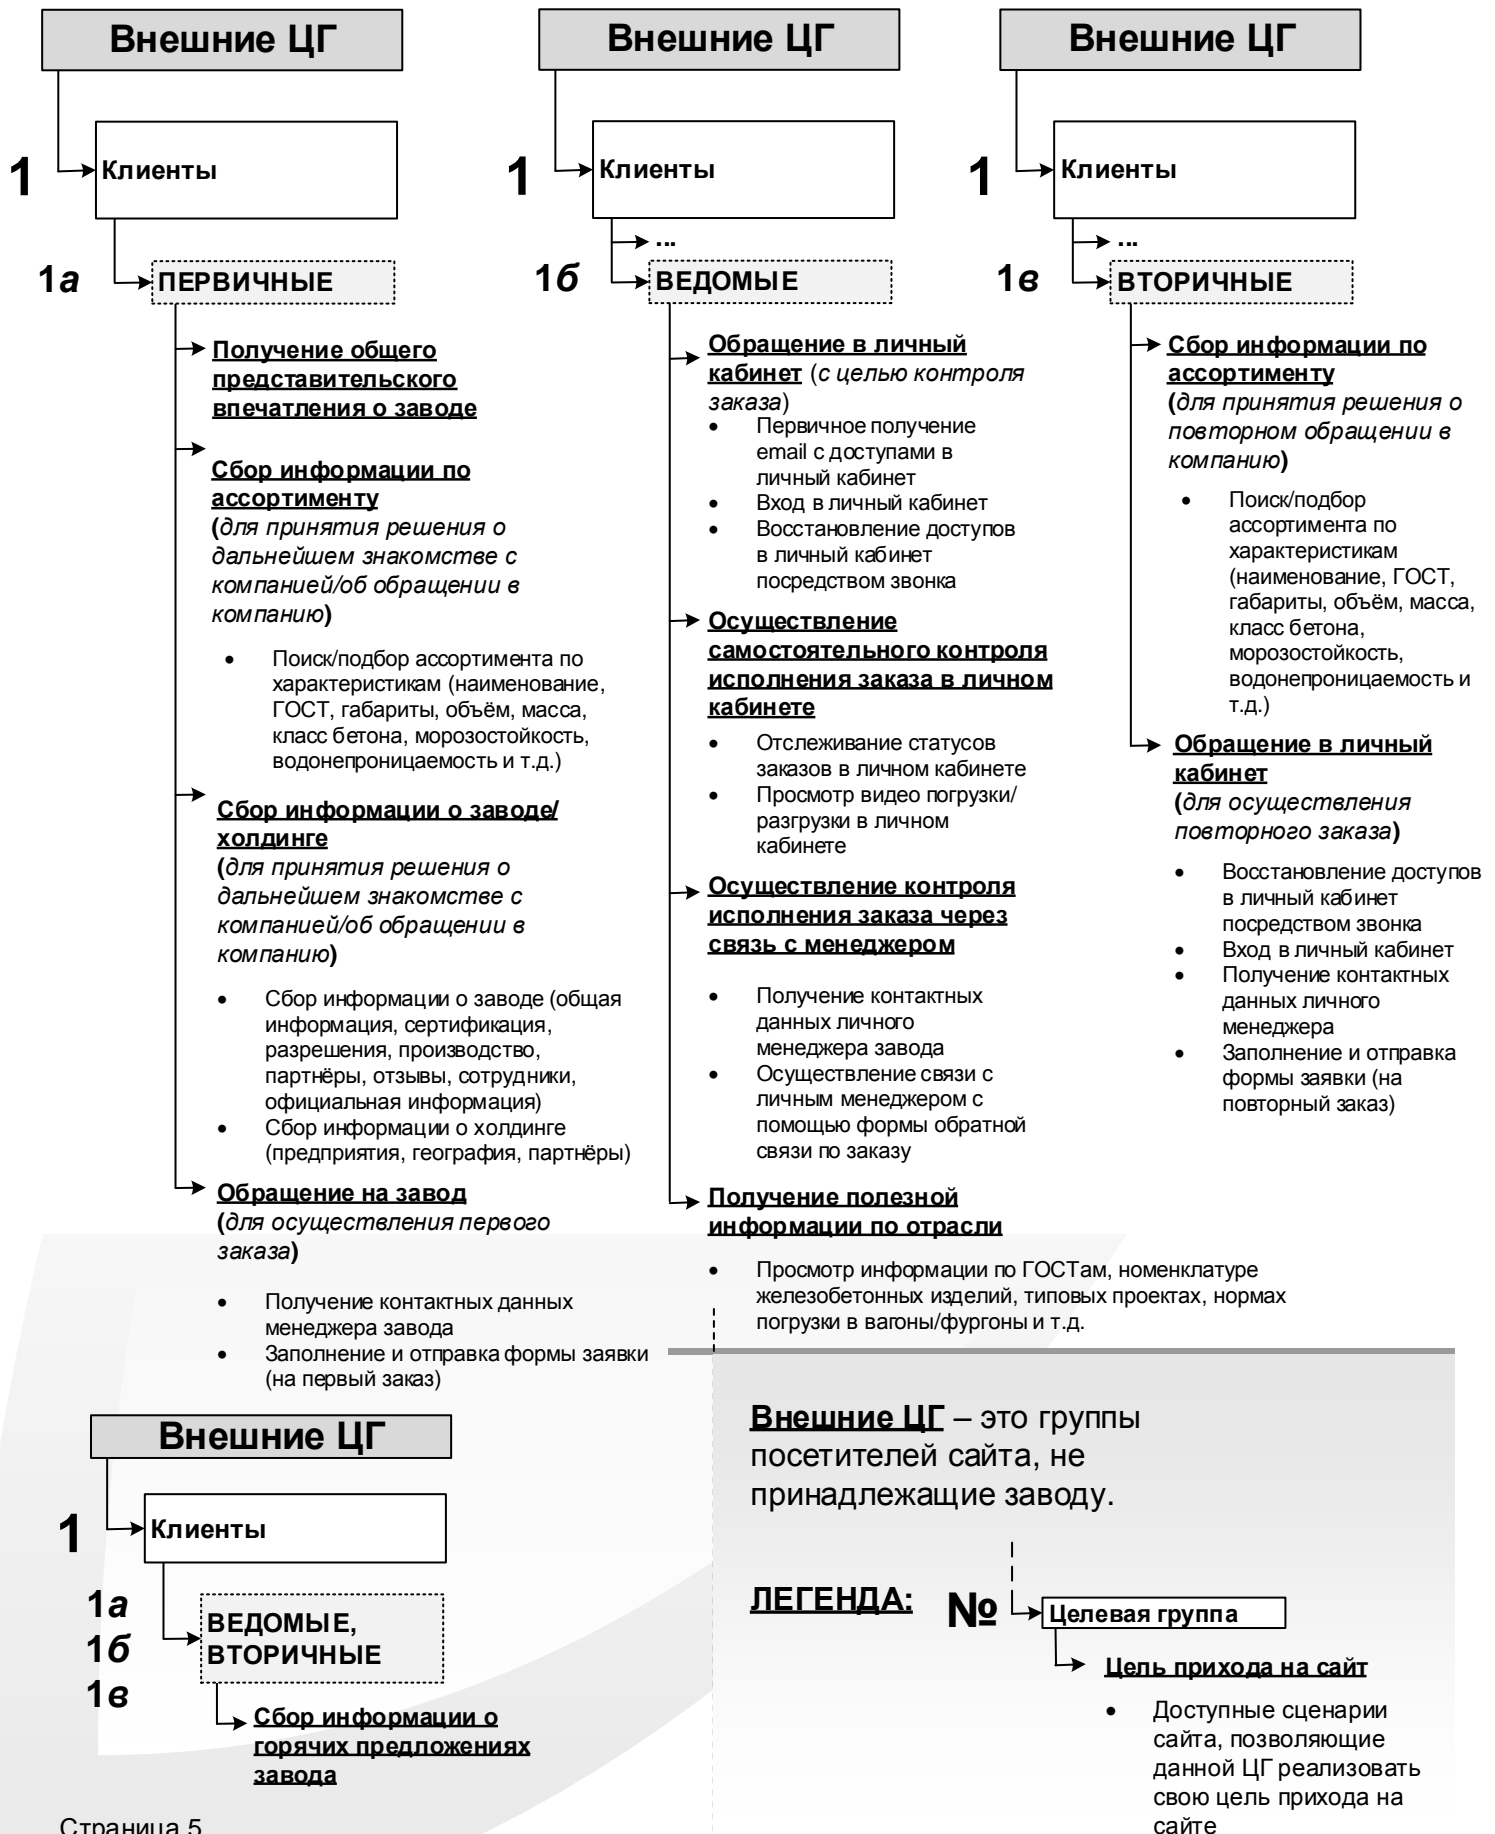 Внешние ЦГ
1
Клиенты
1а
ПЕРВИЧНЫЕ
Получение общего
представительского
впечатления о заводе
Сбор информации по
ассортименту
(для принятия решения о
дальнейшем знакомстве с
компанией/об обращении в
компанию)
• Поиск/подбор ассортимента по
характеристикам (наименование,
ГОСТ, габариты, объём, масса,
класс бетона, морозостойкость,
водонепроницаемость и т.д.)
Сбор информации о заводе/
холдинге
(для принятия решения о
дальнейшем знакомстве с
компанией/об обращении в
компанию)
• Сбор информации о заводе (общая
информация, сертификация,
разрешения, производство,
партнёры, отзывы, сотрудники,
официальная информация)
• Сбор информации о холдинге
(предприятия, география, партнёры)
Обращение на завод
(для осуществления первого
заказа)
• Получение контактных данных
менеджера завода
• Заполнение и отправка формы заявки
(на первый заказ)
Внешние ЦГ
1
Клиенты
...
1б
ВЕДОМЫЕ
Обращение в личный
кабинет (с целью контроля
заказа)
• Первичное получение
email с доступами в
личный кабинет
• Вход в личный кабинет
• Восстановление доступов
в личный кабинет
посредством звонка
Осуществление
самостоятельного контроля
исполнения заказа в личном
кабинете
• Отслеживание статусов
заказов в личном кабинете
• Просмотр видео погрузки/
разгрузки в личном
кабинете
Осуществление контроля
исполнения заказа через
связь с менеджером
• Получение контактных
данных личного
менеджера завода
• Осуществление связи с
личным менеджером с
помощью формы обратной
связи по заказу
Получение полезной
информации по отрасли
• Просмотр информации по ГОСТам, номенклатуре
железобетонных изделий, типовых проектах, нормах
погрузки в вагоны/фургоны и т.д.
Внешние ЦГ
1
Клиенты
...
1в
ВТОРИЧНЫЕ
Сбор информации по
ассортименту
(для принятия решения о
повторном обращении в
компанию)
• Поиск/подбор
ассортимента по
характеристикам
(наименование, ГОСТ,
габариты, объём, масса,
класс бетона,
морозостойкость,
водонепроницаемость и
т.д.)
Обращение в личный
кабинет
(для осуществления
повторного заказа)
• Восстановление доступов
в личный кабинет
посредством звонка
• Вход в личный кабинет
• Получение контактных
данных личного
менеджера
• Заполнение и отправка
формы заявки (на
повторный заказ)
Внешние ЦГ
1
Клиенты
1а
1б
1в
ВЕДОМЫЕ,
ВТОРИЧНЫЕ
Сбор информации о
горячих предложениях
завода
Внешние ЦГ – это группы
посетителей сайта, не
принадлежащие заводу.
ЛЕГЕНДА:
№
Целевая группа
Цель прихода на сайт
• Доступные сценарии
сайта, позволяющие
данной ЦГ реализовать
свою цель прихода на
сайте
Страница 5